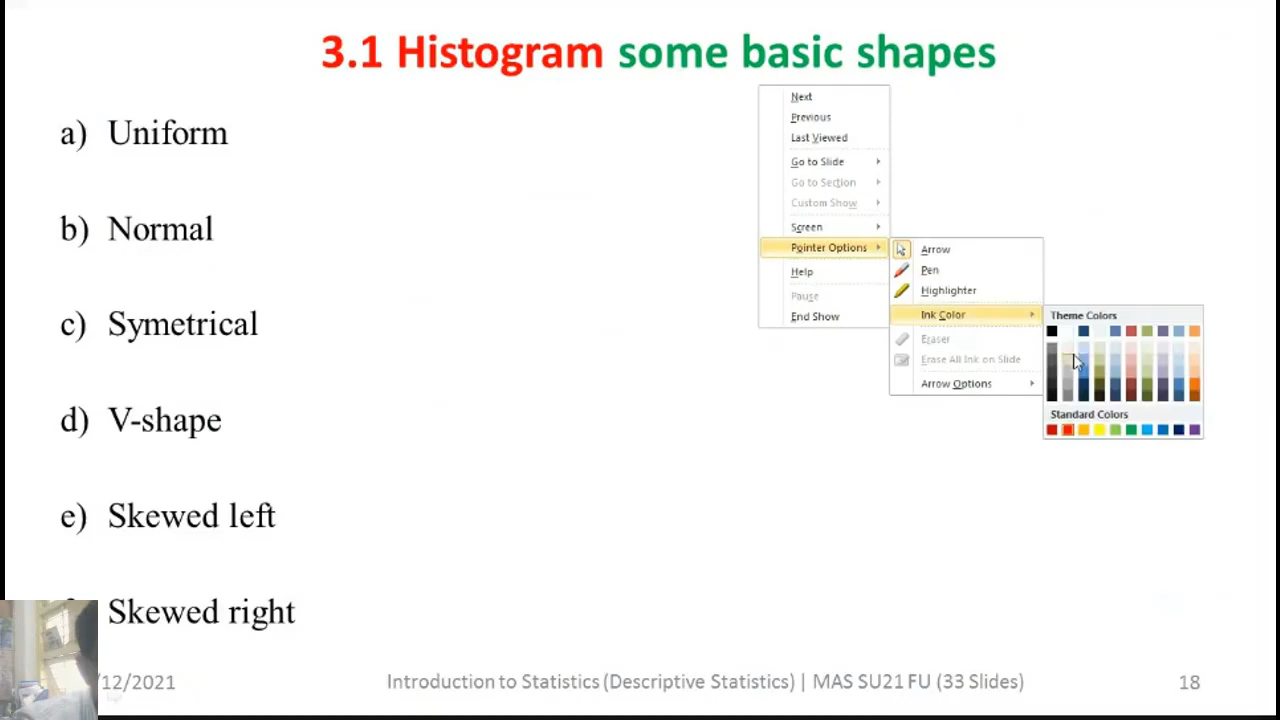 3.1 Histogram some basic shapes
a) Uniform
b) Normal
c) Symetrical
d) V-shape
e) Skewed left
Skewed right
Next
Previous
Last Viewed
Go to Slide
Go to Section
Custom Show
Screen
Pointer Options
Help
Pause
End Show
Arrow
Pen
Highlighter
Ink Color
Eraser
Erase All Ink on Slide
Arrow Options
Theme Colors
Standard Colors
/12/2021
Introduction to Statistics (Descriptive Statistics) | MAS SU21 FU (33 Slides)
18